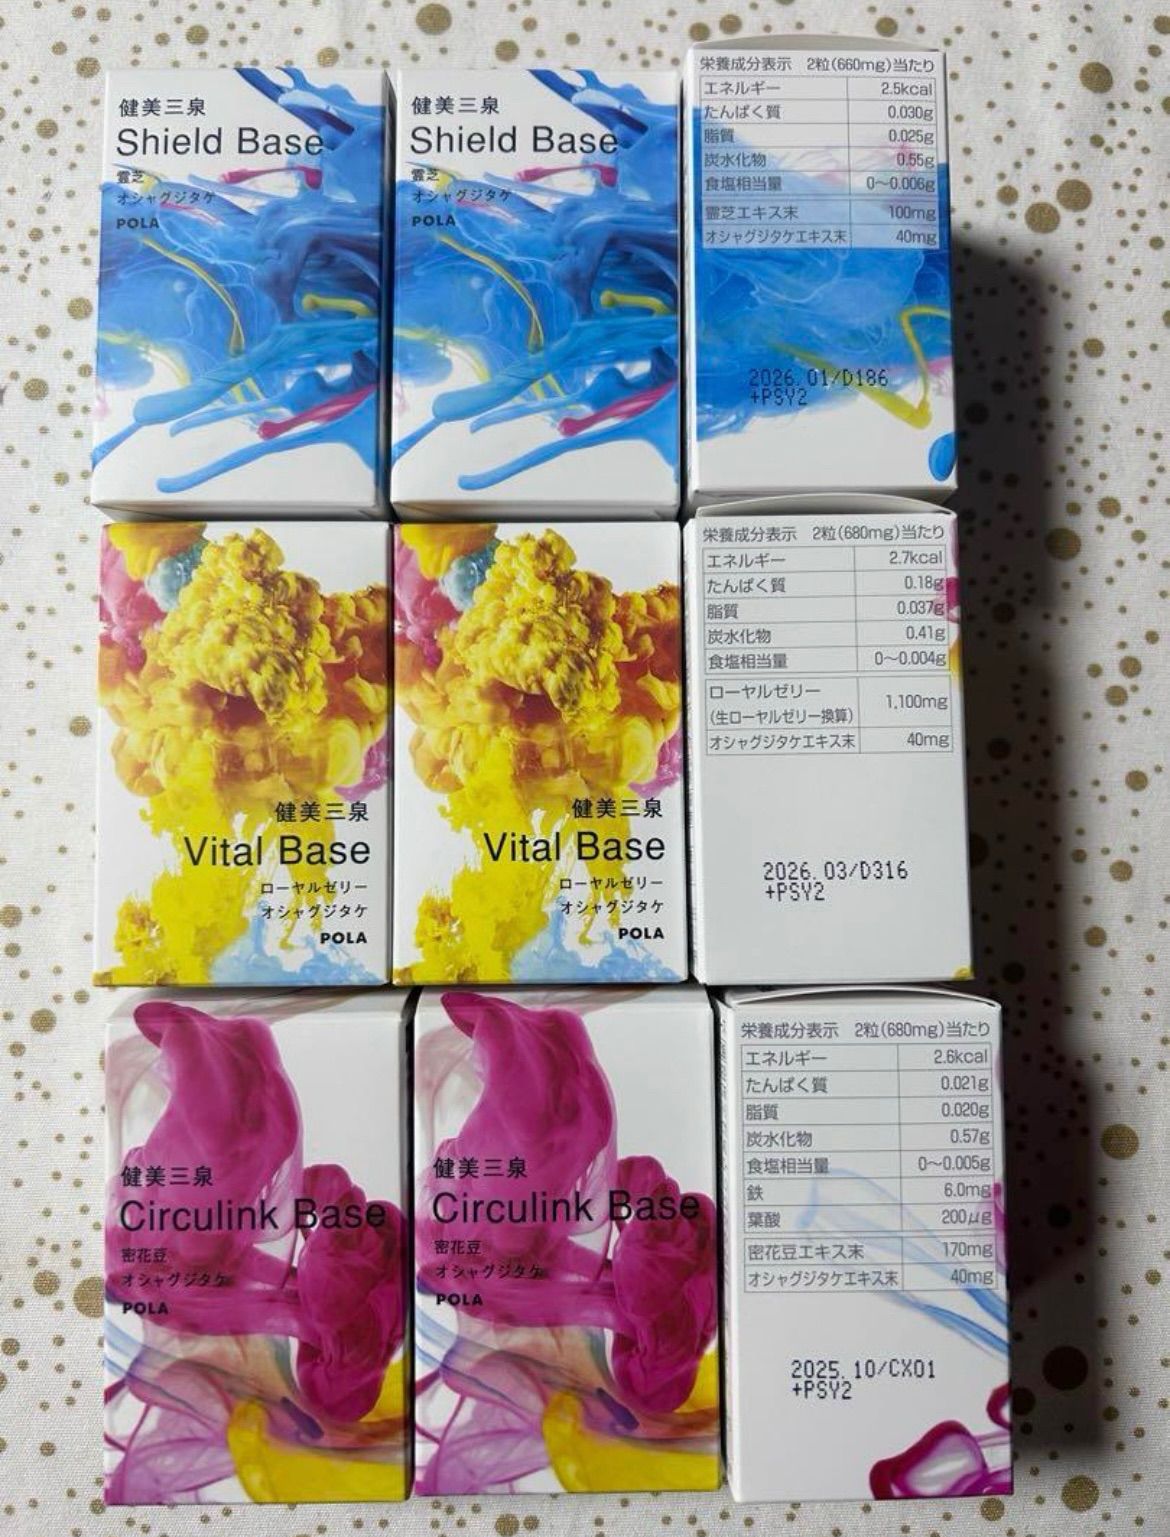 健美三泉
Shield Base
霊芝
オシャグジタケ
POLA
健美三泉
Shield Base
霊芝
オシャグジタケ
POLA
栄養成分表示 2粒(660mg)当たり
エネルギー 2.5kcal
たんぱく質 0.030g
脂質 0.025g
炭水化物 0.55g
食塩相当量 0〜0.006g
霊芝エキス末 100mg
オシャグジタケエキス末 40mg
2026.01/D186
+PSY2
健美三泉
Vital Base
ローヤルゼリー
オシャグジタケ
POLA
健美三泉
Vital Base
ローヤルゼリー
オシャグジタケ
POLA
栄養成分表示 2粒(680mg)当たり
エネルギー 2.7kcal
たんぱく質 0.18g
脂質 0.037g
炭水化物 0.41g
食塩相当量 0〜0.004g
ローヤルゼリー
(生ローヤルゼリー換算) 1,100mg
オシャグジタケエキス末 40mg
2026.03/D316
+PSY2
健美三泉
Circulink Base
密花豆
オシャグジタケ
POLA
健美三泉
Circulink Base
密花豆
オシャグジタケ
POLA
栄養成分表示 2粒(680mg)当たり
エネルギー 2.6kcal
たんぱく質 0.021g
脂質 0.020g
炭水化物 0.57g
食塩相当量 0〜0.005g
鉄 6.0mg
葉酸 200μg
密花豆エキス末 170mg
オシャグジタケエキス末 40mg
2025.10/CX01
+PSY2